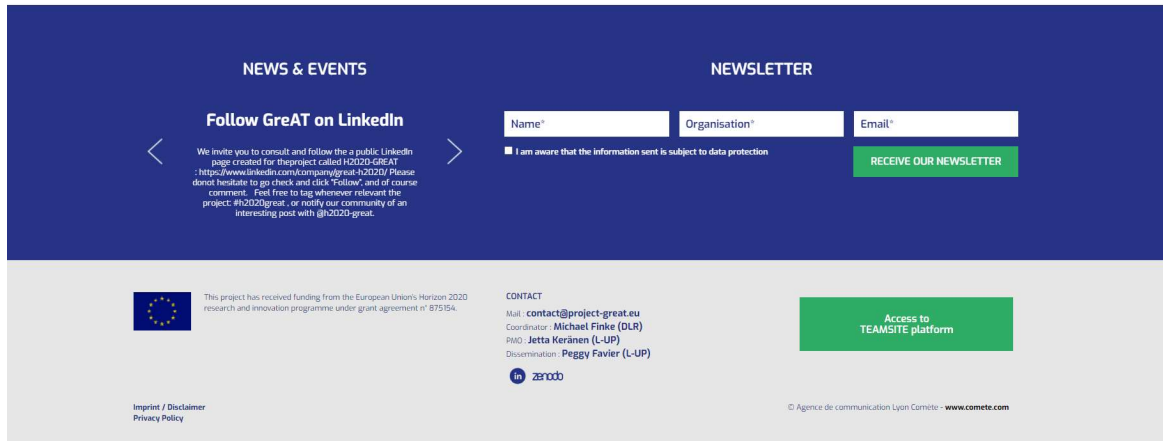 NEWS & EVENTS
Follow GreAT on LinkedIn
We invite you to consult and follow the a public LinkedIn
page created for theproject called H2020-GREAT
: https://www.linkedin.com/company/great-h2020/ Please
donot hesitate to go check and click "Follow", and of course
comment. Feel free to tag whenever relevant the
project: #h2020great , or notify our community of an
interesting post with @h2020-great.
NEWSLETTER
Name*
Organisation*
Email*
I am aware that the information sent is subject to data protection
RECEIVE OUR NEWSLETTER
This project has received funding from the European Union's Horizon 2020
research and innovation programme under grant agreement n° 875154.
CONTACT
Mail : contact@project-great.eu
Coordinator : Michael Finke (DLR)
PMO : Jetta Keränen (L-UP)
Dissemination : Peggy Favier (L-UP)
in zenodo
Access to
TEAMSITE platform
Imprint / Disclaimer
Privacy Policy
© Agence de communication Lyon Comète - www.comete.com